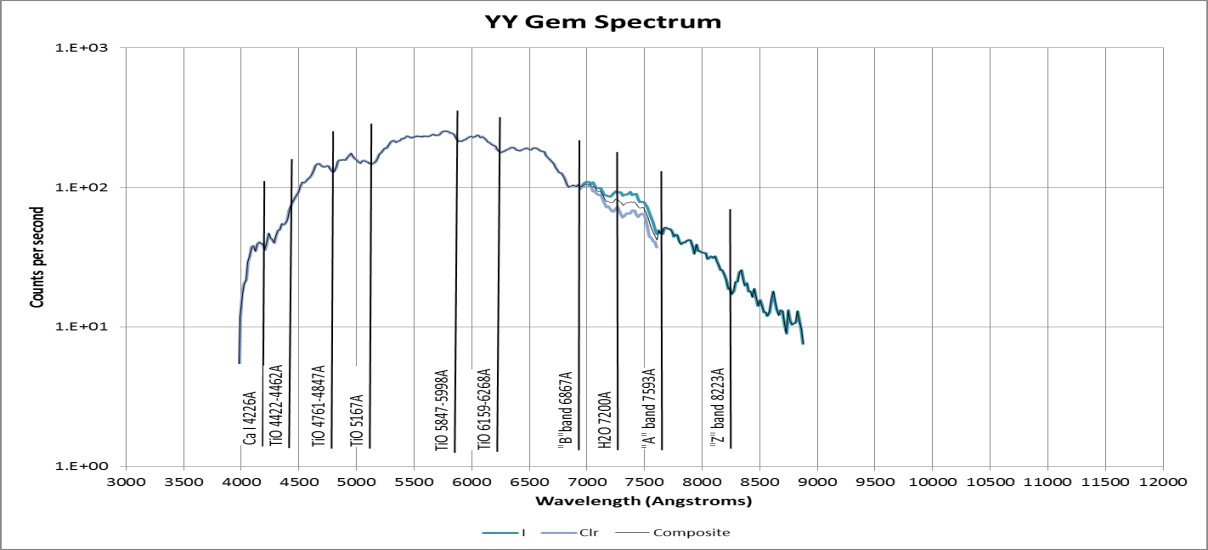 YY Gem Spectrum
1.E+03
1.E+02
1.E+01
1.E+00
Counts per second
Ca I 4226A
TiO 4422-4462A
TiO 4761-4847A
TiO 5167A
TiO 5847-5998A
TiO 6159-6268A
"B"band 6867A
H2O 7200A
"A" band 7593A
"Z" band 8223A
3000 3500 4000 4500 5000 5500 6000 6500 7000 7500 8000 8500 9000 9500 10000 10500 11000 11500 12000
Wavelength (Angstroms)
I Clr Composite